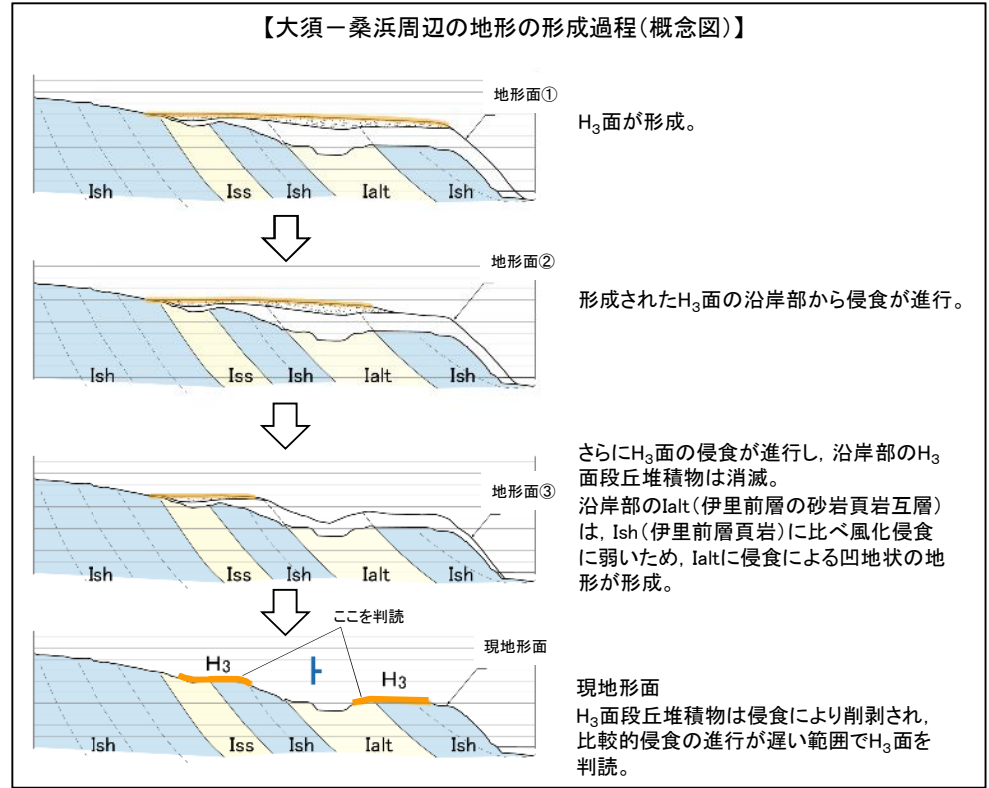 【大須－桑浜周辺の地形の形成過程(概念図)】
地形面①
H₃面が形成。
Ish Iss Ish Ialt Ish
地形面②
形成されたH₃面の沿岸部から侵食が進行。
Ish Iss Ish Ialt Ish
地形面③
さらにH₃面の侵食が進行し，沿岸部のH₃
面段丘堆積物は消滅。
沿岸部のIalt(伊里前層の砂岩頁岩互層)
は，Ish(伊里前層頁岩)に比べ風化侵食
に弱いため，Ialtに侵食による凹地状の地
形が形成。
Ish Iss Ish Ialt Ish
ここを判読
現地形面
H₃ H₃
現地形面
H₃面段丘堆積物は侵食により削剥され，
比較的侵食の進行が遅い範囲でH₃面を
判読。
Ish Iss Ish Ialt Ish